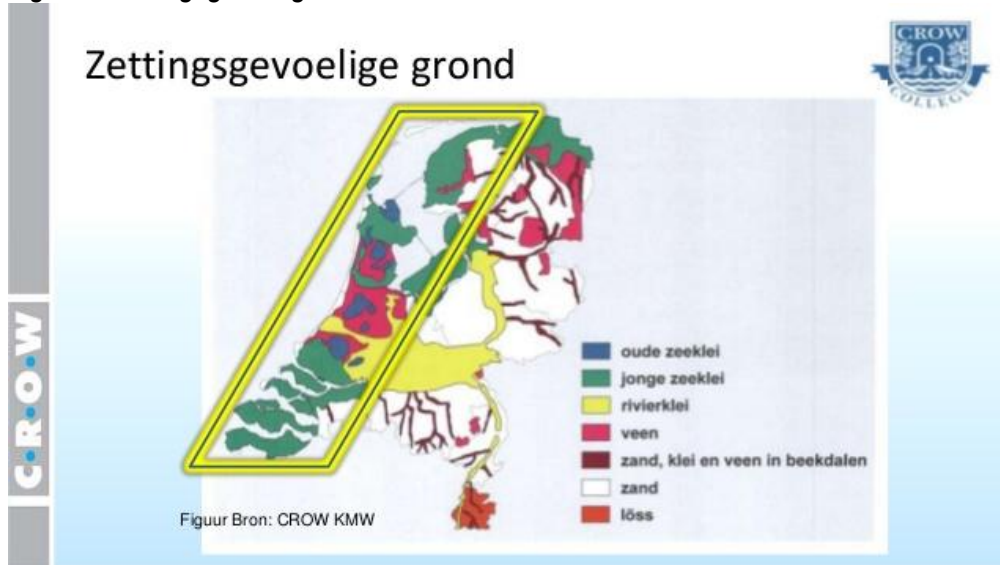 Zettingsgevoelige grond
CROW
COLLEGE
C·R·O·W
oude zeeklei
jonge zeeklei
rivierklei
veen
zand, klei en veen in beekdalen
zand
löss
Figuur Bron: CROW KMW